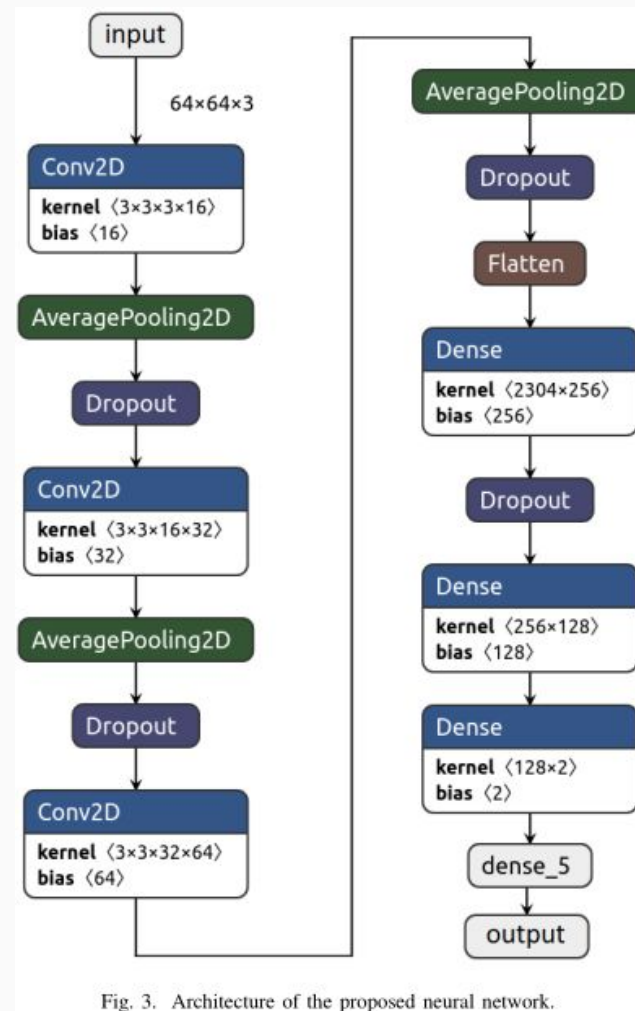 input
64×64×3
Conv2D
kernel ⟨3×3×3×16⟩
bias ⟨16⟩
AveragePooling2D
Dropout
Conv2D
kernel ⟨3×3×16×32⟩
bias ⟨32⟩
AveragePooling2D
Dropout
Conv2D
kernel ⟨3×3×32×64⟩
bias ⟨64⟩
AveragePooling2D
Dropout
Flatten
Dense
kernel ⟨2304×256⟩
bias ⟨256⟩
Dropout
Dense
kernel ⟨256×128⟩
bias ⟨128⟩
Dense
kernel ⟨128×2⟩
bias ⟨2⟩
dense_5
output
Fig. 3. Architecture of the proposed neural network.